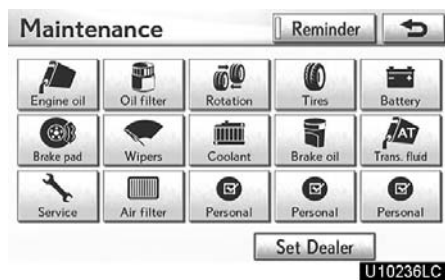 Maintenance Reminder
Engine oil Oil filter Rotation Tires Battery
AT
Brake pad Wipers Coolant Brake oil Trans. fluid
Service Air filter Personal Personal Personal
Set Dealer
U10236LC